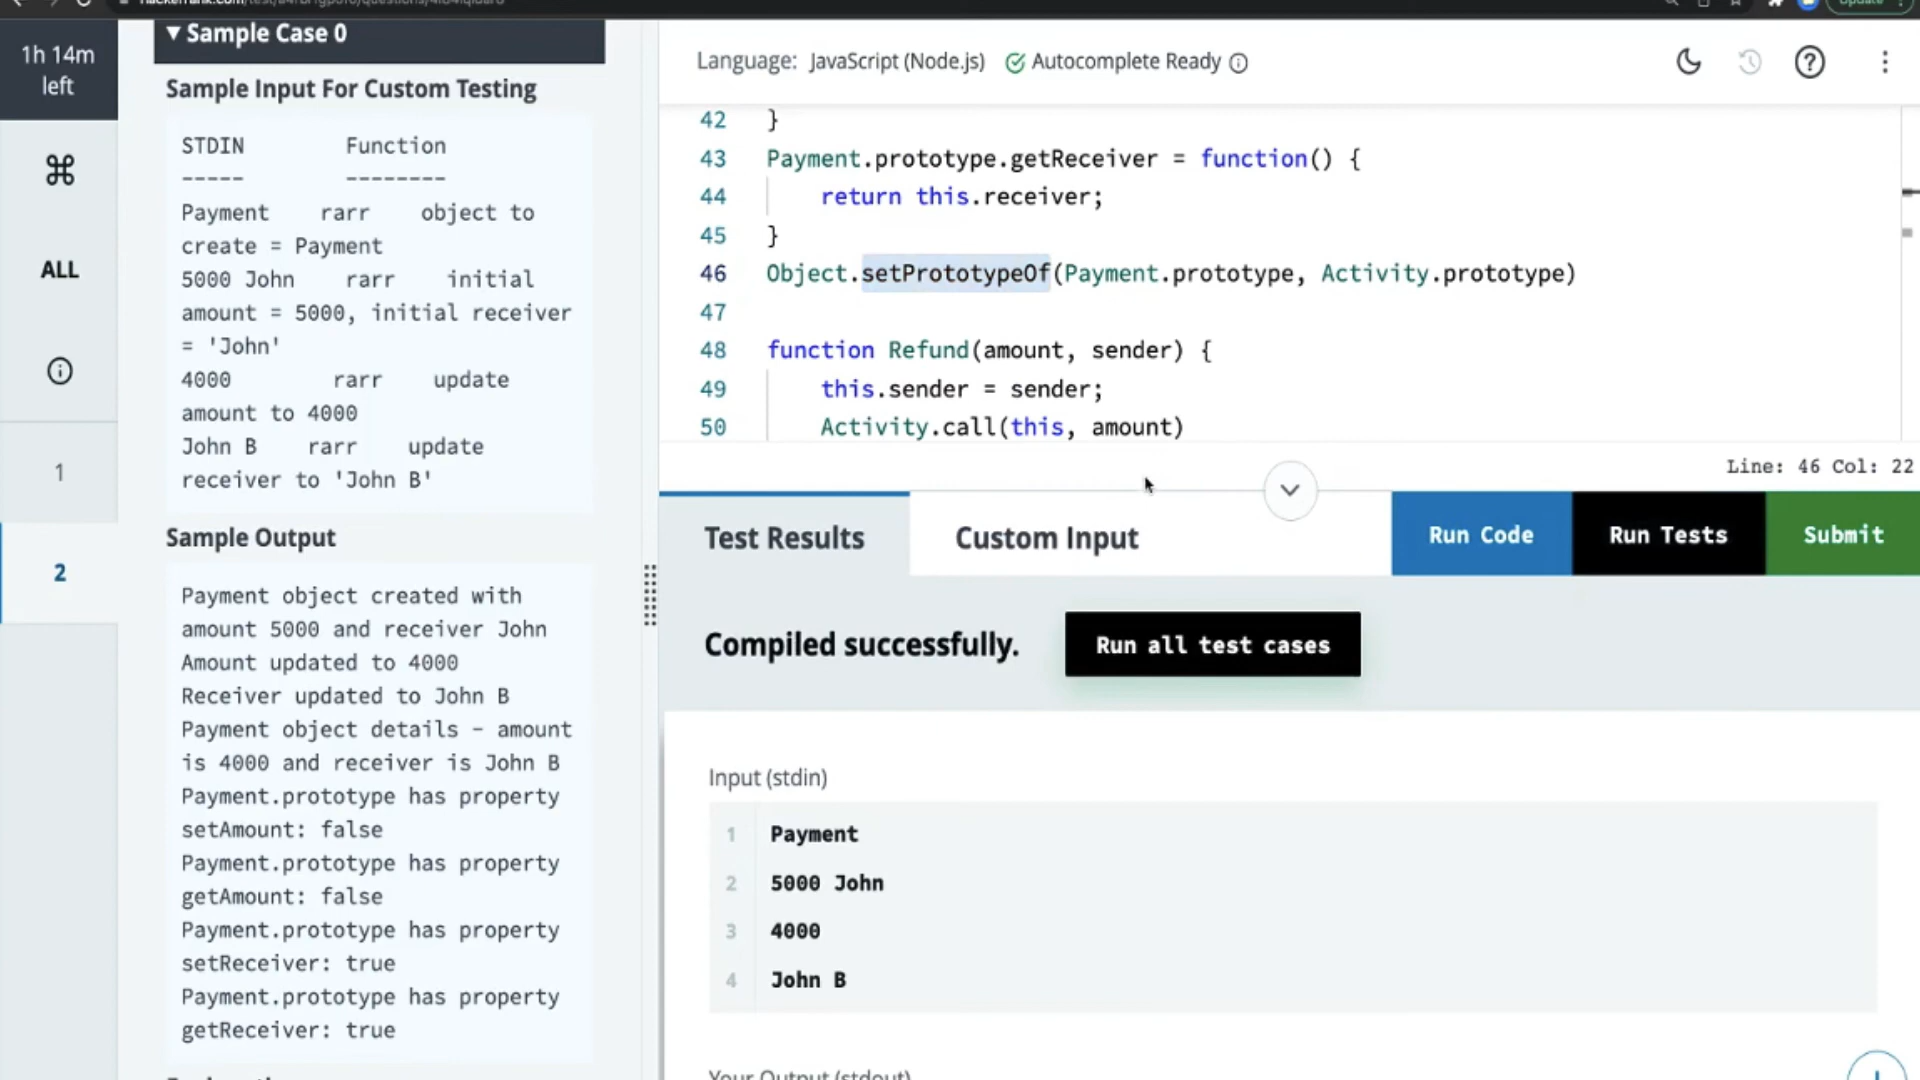 1h 14m
left
ALL
1
2
▼ Sample Case 0
Sample Input For Custom Testing
STDIN Function
----- --------
Payment rarr object to
create = Payment
5000 John rarr initial
amount = 5000, initial receiver
= 'John'
4000 rarr update
amount to 4000
John B rarr update
receiver to 'John B'
Sample Output
Payment object created with
amount 5000 and receiver John
Amount updated to 4000
Receiver updated to John B
Payment object details - amount
is 4000 and receiver is John B
Payment.prototype has property
setAmount: false
Payment.prototype has property
getAmount: false
Payment.prototype has property
setReceiver: true
Payment.prototype has property
getReceiver: true
Language: JavaScript (Node.js) Autocomplete Ready
42 }
43 Payment.prototype.getReceiver = function() {
44 return this.receiver;
45 }
46 Object.setPrototypeOf(Payment.prototype, Activity.prototype)
47
48 function Refund(amount, sender) {
49 this.sender = sender;
50 Activity.call(this, amount)
Line: 46 Col: 22
Test Results Custom Input Run Code Run Tests Submit
Compiled successfully. Run all test cases
Input (stdin)
1 Payment
2 5000 John
3 4000
4 John B
Your Output (stdout)